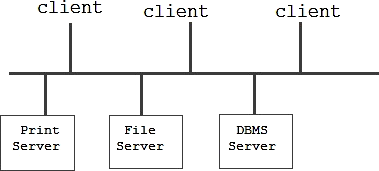 client
client
client
Print
Server
File
Server
DBMS
Server